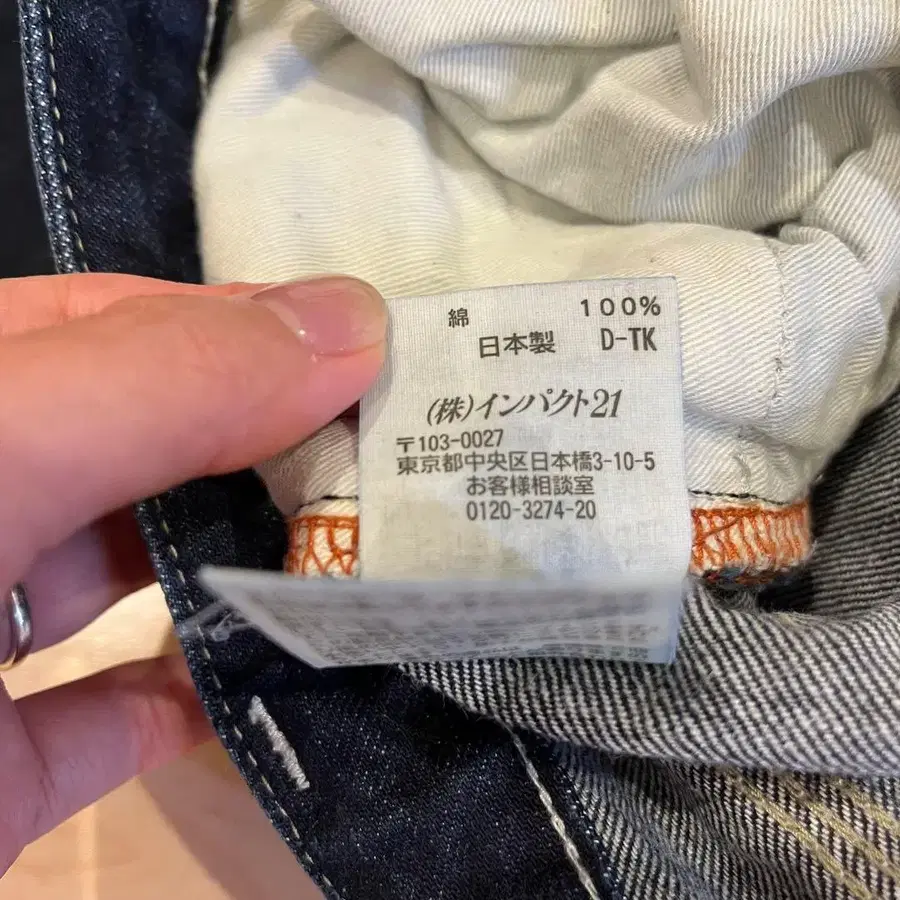 綿 100%
日本製 D-TK
(株)インパクト21
〒103-0027
東京都中央区日本橋3-10-5
お客様相談室
0120-3274-20